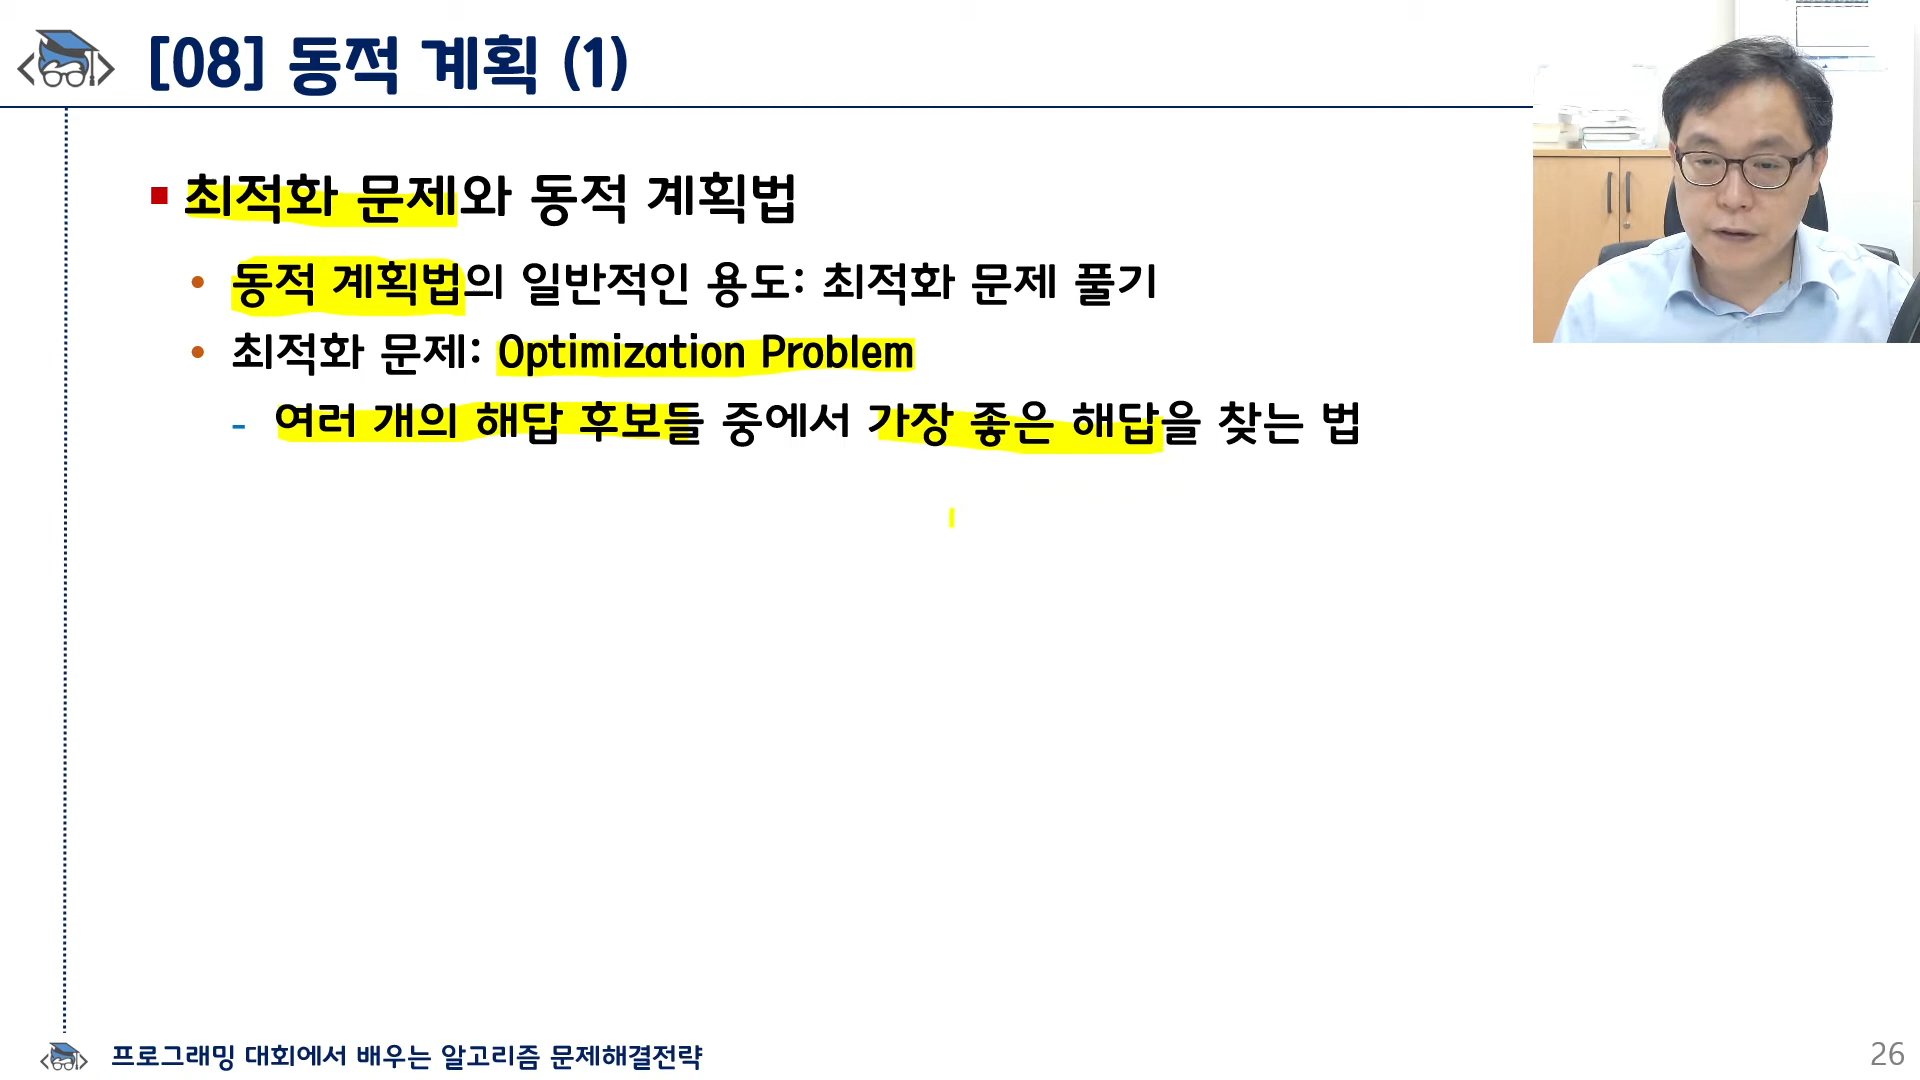 [08] 동적 계획 (1)
최적화 문제와 동적 계획법
동적 계획법의 일반적인 용도: 최적화 문제 풀기
최적화 문제: Optimization Problem
- 여러 개의 해답 후보들 중에서 가장 좋은 해답을 찾는 법
프로그래밍 대회에서 배우는 알고리즘 문제해결전략
26